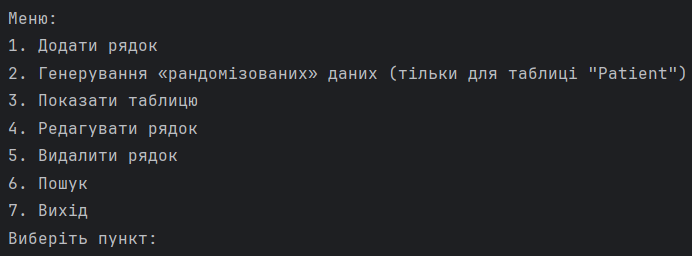 Меню:
1. Додати рядок
2. Генерування «рандомізованих» даних (тільки для таблиці "Patient")
3. Показати таблицю
4. Редагувати рядок
5. Видалити рядок
6. Пошук
7. Вихід
Виберіть пункт: